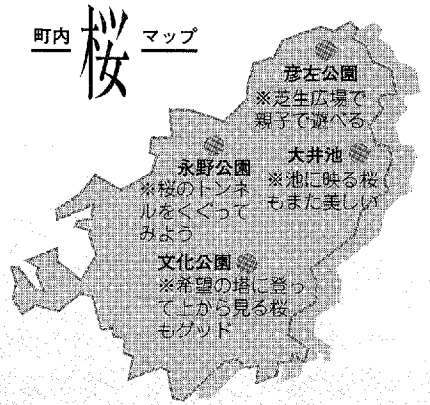 町内 桜 マップ
彦左公園
※芝生広場で
親子で遊べる
大井池
※池に映る桜
もまた美しい
永野公園
※桜のトンネ
ルをくぐって
みよう
文化公園
※希望の塔に登っ
て上から見る桜
もグッド